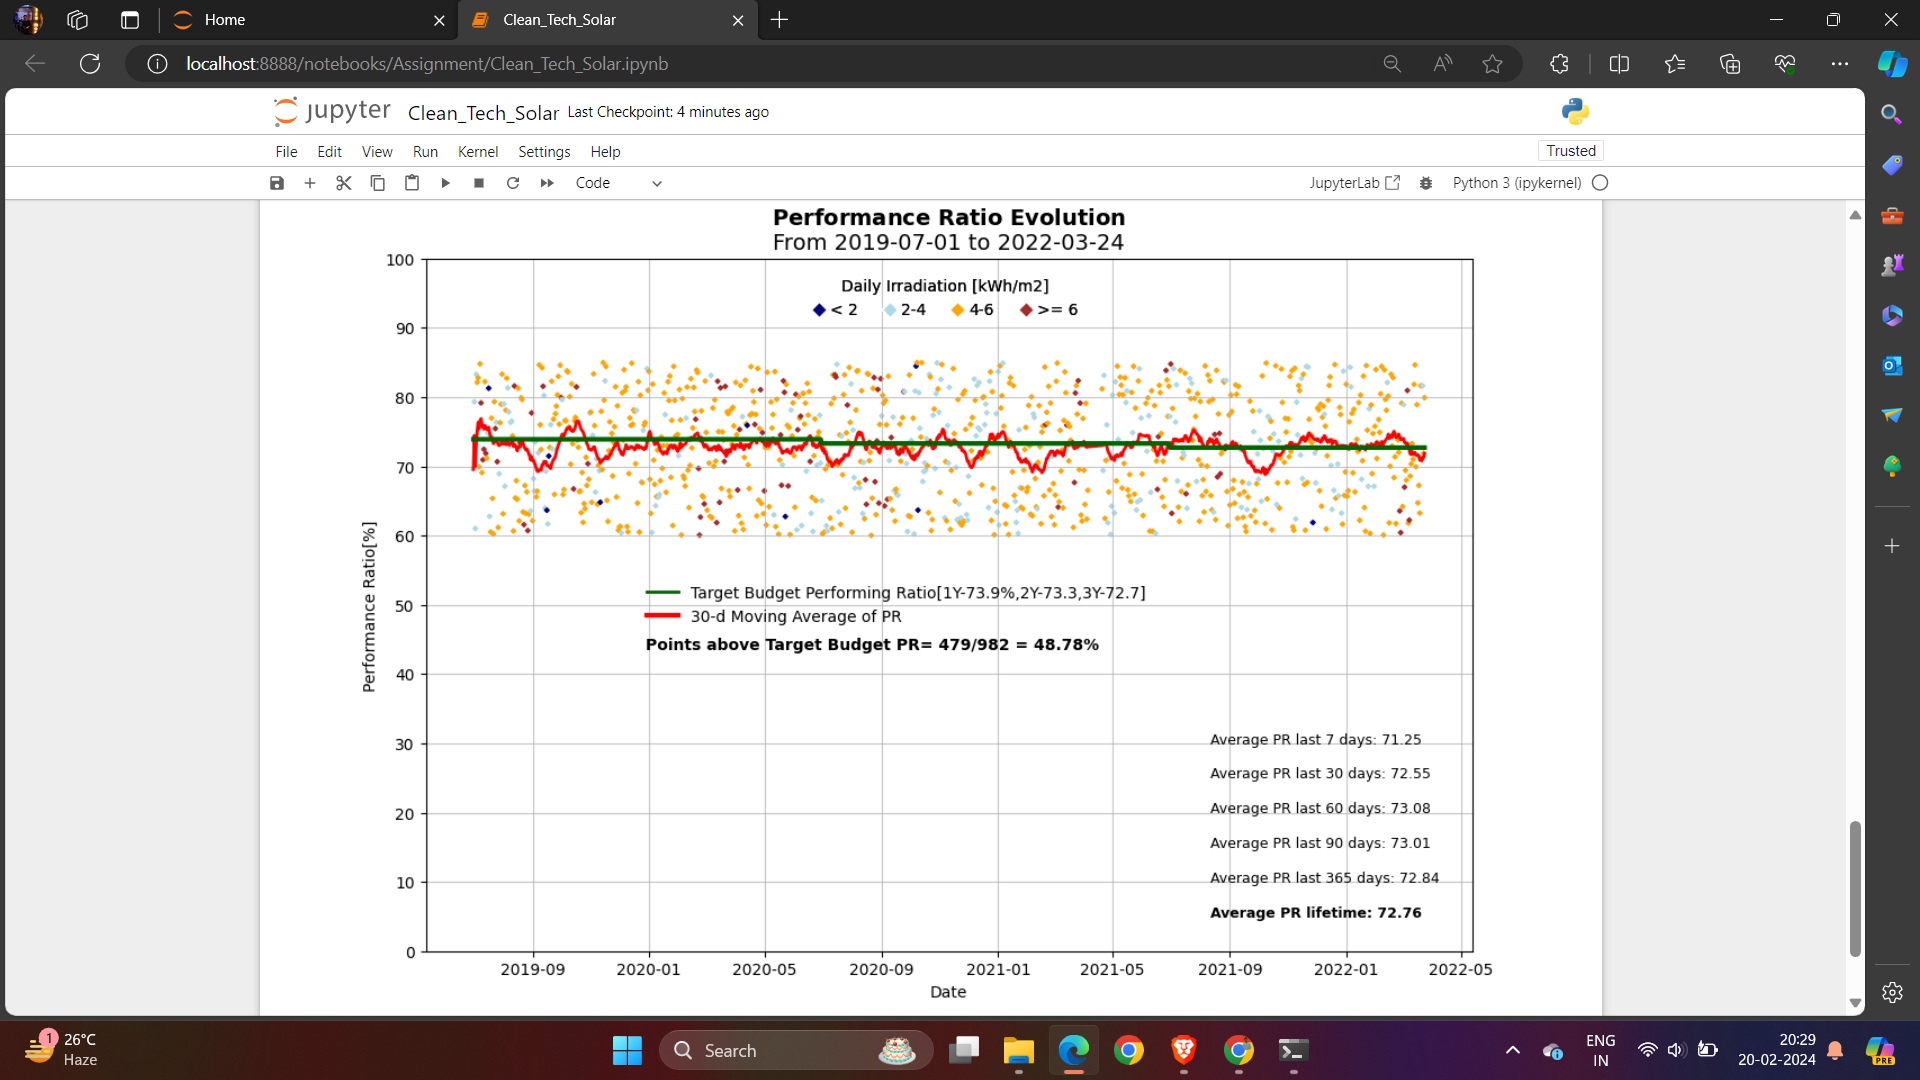 Home
Clean_Tech_Solar
localhost:8888/notebooks/Assignment/Clean_Tech_Solar.ipynb
jupyter Clean_Tech_Solar Last Checkpoint: 4 minutes ago
File Edit View Run Kernel Settings Help
Trusted
Code
JupyterLab
Python 3 (ipykernel)
Performance Ratio Evolution
From 2019-07-01 to 2022-03-24
Daily Irradiation [kWh/m2]
< 2 2-4 4-6 >= 6
100
90
80
70
60
50
40
30
20
10
0
Performance Ratio[%]
Target Budget Performing Ratio[1Y-73.9%,2Y-73.3,3Y-72.7]
30-d Moving Average of PR
Points above Target Budget PR= 479/982 = 48.78%
Average PR last 7 days: 71.25
Average PR last 30 days: 72.55
Average PR last 60 days: 73.08
Average PR last 90 days: 73.01
Average PR last 365 days: 72.84
Average PR lifetime: 72.76
2019-09 2020-01 2020-05 2020-09 2021-01 2021-05 2021-09 2022-01 2022-05
Date
1
26°C
Haze
Search
ENG
IN
20:29
20-02-2024
PRE